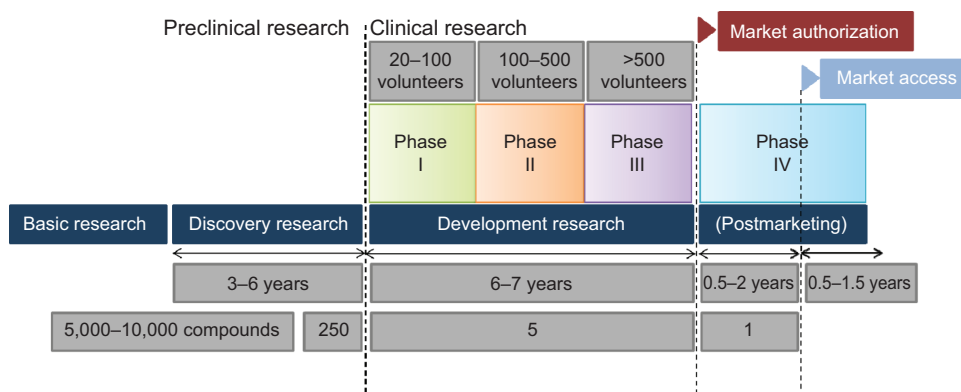 Preclinical research
Clinical research
Market authorization
20–100
volunteers
100–500
volunteers
>500
volunteers
Market access
Phase
I
Phase
II
Phase
III
Phase
IV
Basic research
Discovery research
Development research
(Postmarketing)
3–6 years
6–7 years
0.5–2 years
0.5–1.5 years
5,000–10,000 compounds
250
5
1